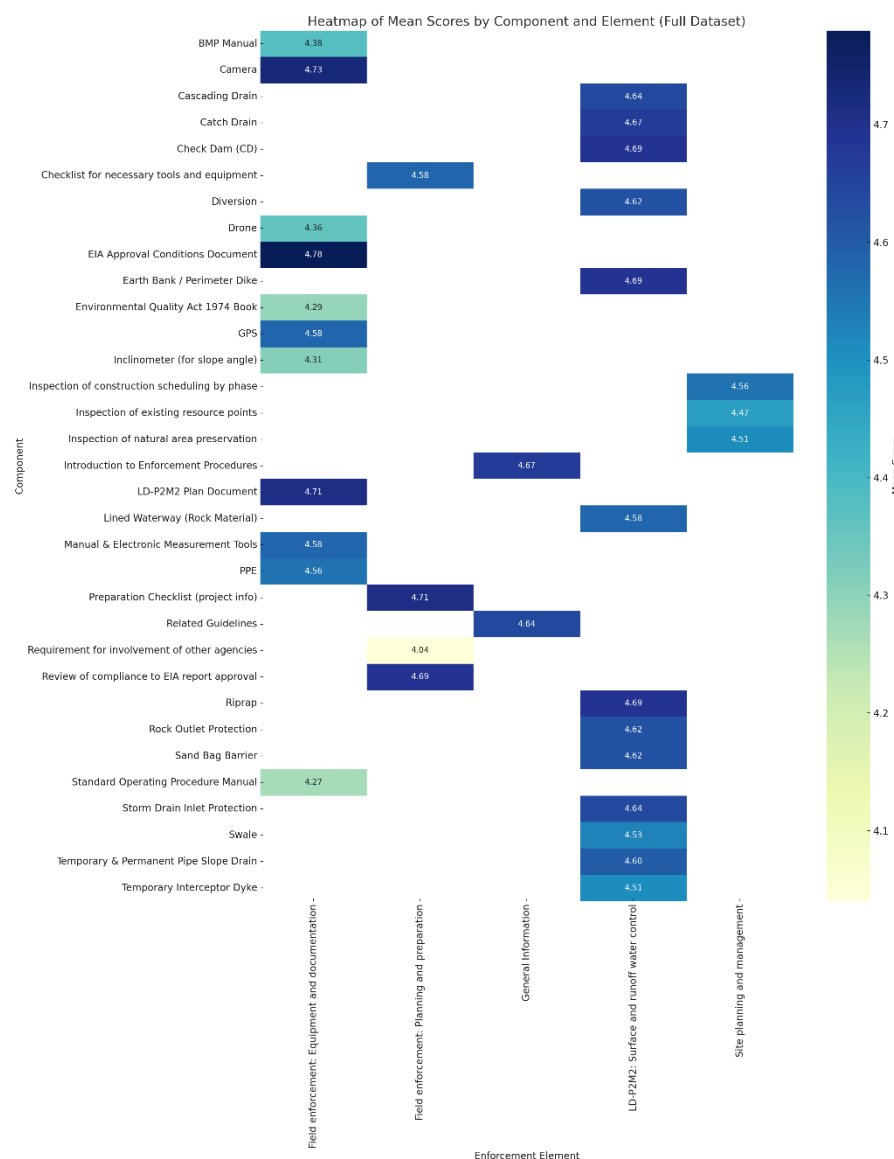 Heatmap of Mean Scores by Component and Element (Full Dataset)
BMP Manual 4.38
Camera 4.73
Cascading Drain 4.64
Catch Drain 4.67
Check Dam (CD) 4.69
Checklist for necessary tools and equipment 4.58
Diversion 4.62
Drone 4.36
EIA Approval Conditions Document 4.78
Earth Bank / Perimeter Dike 4.69
Environmental Quality Act 1974 Book 4.29
GPS 4.58
Inclinometer (for slope angle) 4.31
Inspection of construction scheduling by phase 4.56
Inspection of existing resource points 4.47
Inspection of natural area preservation 4.51
Introduction to Enforcement Procedures 4.67
LD-P2M2 Plan Document 4.71
Lined Waterway (Rock Material) 4.58
Manual & Electronic Measurement Tools 4.58
PPE 4.56
Preparation Checklist (project info) 4.71
Related Guidelines 4.64
Requirement for involvement of other agencies 4.04
Review of compliance to EIA report approval 4.69
Riprap 4.69
Rock Outlet Protection 4.62
Sand Bag Barrier 4.62
Standard Operating Procedure Manual 4.27
Storm Drain Inlet Protection 4.64
Swale 4.53
Temporary & Permanent Pipe Slope Drain 4.60
Temporary Interceptor Dyke 4.51
Component
Field enforcement: Equipment and documentation
Field enforcement: Planning and preparation
General Information
LD-P2M2: Surface and runoff water control
Site planning and management
Enforcement Element
4.7
4.6
4.5
4.4
4.3
4.2
4.1